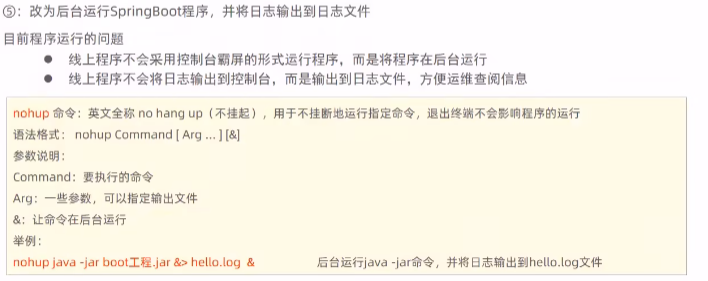 ⑤：改为后台运行SpringBoot程序，并将日志输出到日志文件
目前程序运行的问题
● 线上程序不会采用控制台霸屏的形式运行程序，而是将程序在后台运行
● 线上程序不会将日志输出到控制台，而是输出到日志文件，方便运维查阅信息
nohup 命令：英文全称 no hang up（不挂起），用于不挂断地运行指定命令，退出终端不会影响程序的运行
语法格式： nohup Command [ Arg … ] [&]
参数说明：
Command：要执行的命令
Arg：一些参数，可以指定输出文件
&：让命令在后台运行
举例：
nohup java -jar boot工程.jar &> hello.log & 后台运行java -jar命令，并将日志输出到hello.log文件